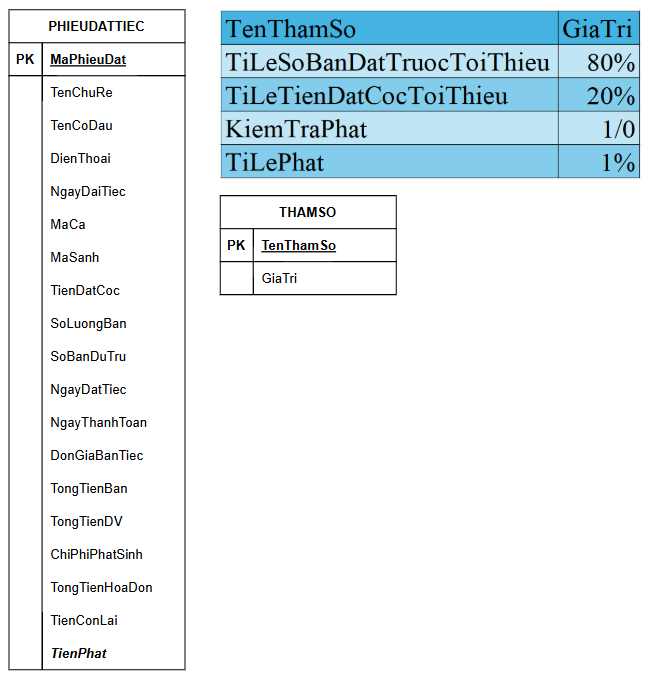 PHIEUDATTIEC
PK MaPhieuDat
TenChuRe
TenCoDau
DienThoai
NgayDaiTiec
MaCa
MaSanh
TienDatCoc
SoLuongBan
SoBanDuTru
NgayDatTiec
NgayThanhToan
DonGiaBanTiec
TongTienBan
TongTienDV
ChiPhiPhatSinh
TongTienHoaDon
TienConLai
TienPhat
TenThamSo GiaTri
TiLeSoBanDatTruocToiThieu 80%
TiLeTienDatCocToiThieu 20%
KiemTraPhat 1/0
TiLePhat 1%
THAMSO
PK TenThamSo
GiaTri